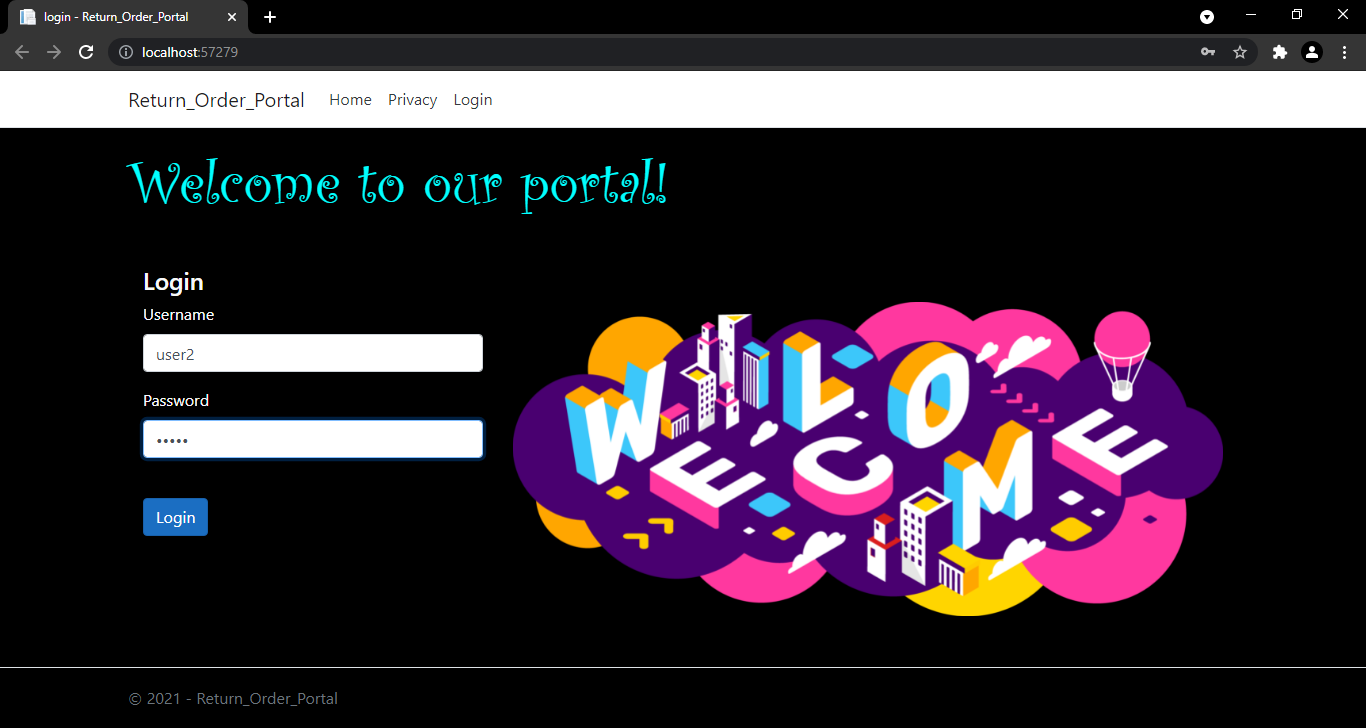 login - Return_Order_Portal
localhost:57279
Return_Order_Portal Home Privacy Login
Welcome to our portal!
Login
Username
user2
Password
•••••
Login
WELCOME
© 2021 - Return_Order_Portal